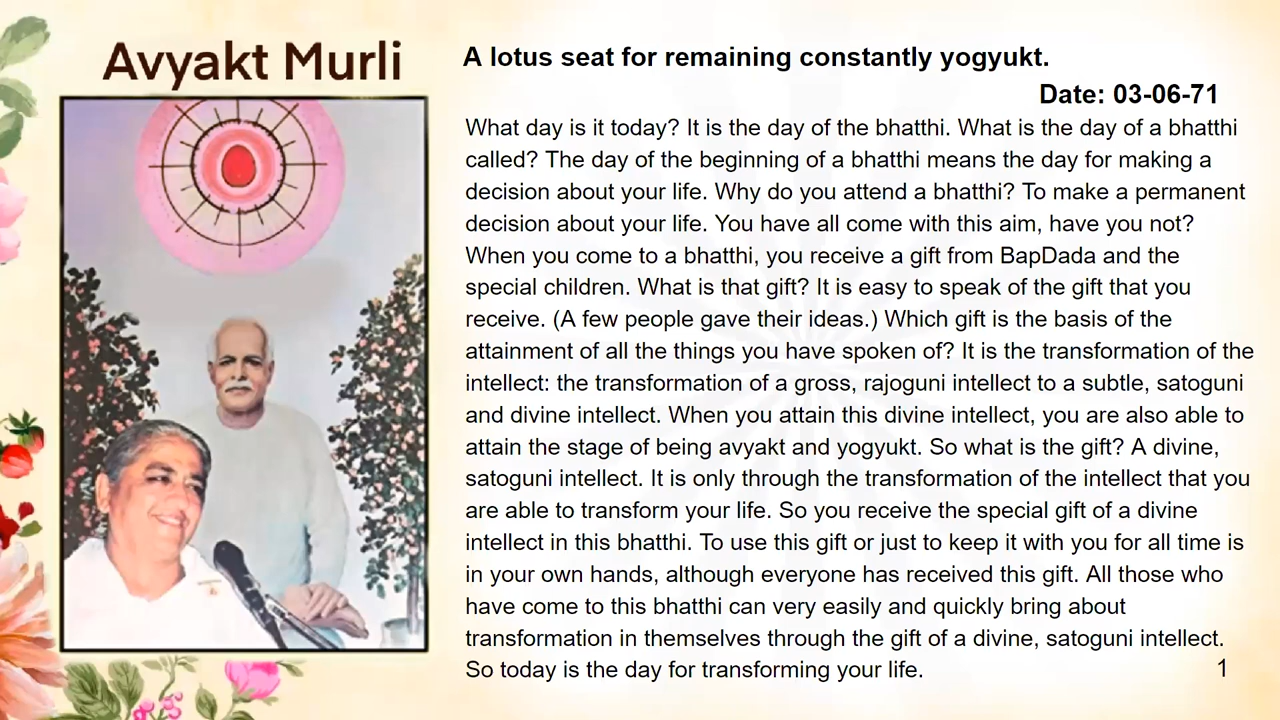 Avyakt Murli
A lotus seat for remaining constantly yogyukt.
Date: 03-06-71
What day is it today? It is the day of the bhatthi. What is the day of a bhatthi
called? The day of the beginning of a bhatthi means the day for making a
decision about your life. Why do you attend a bhatthi? To make a permanent
decision about your life. You have all come with this aim, have you not?
When you come to a bhatthi, you receive a gift from BapDada and the
special children. What is that gift? It is easy to speak of the gift that you
receive. (A few people gave their ideas.) Which gift is the basis of the
attainment of all the things you have spoken of? It is the transformation of the
intellect: the transformation of a gross, rajoguni intellect to a subtle, satoguni
and divine intellect. When you attain this divine intellect, you are also able to
attain the stage of being avyakt and yogyukt. So what is the gift? A divine,
satoguni intellect. It is only through the transformation of the intellect that you
are able to transform your life. So you receive the special gift of a divine
intellect in this bhatthi. To use this gift or just to keep it with you for all time is
in your own hands, although everyone has received this gift. All those who
have come to this bhatthi can very easily and quickly bring about
transformation in themselves through the gift of a divine, satoguni intellect.
So today is the day for transforming your life.
1